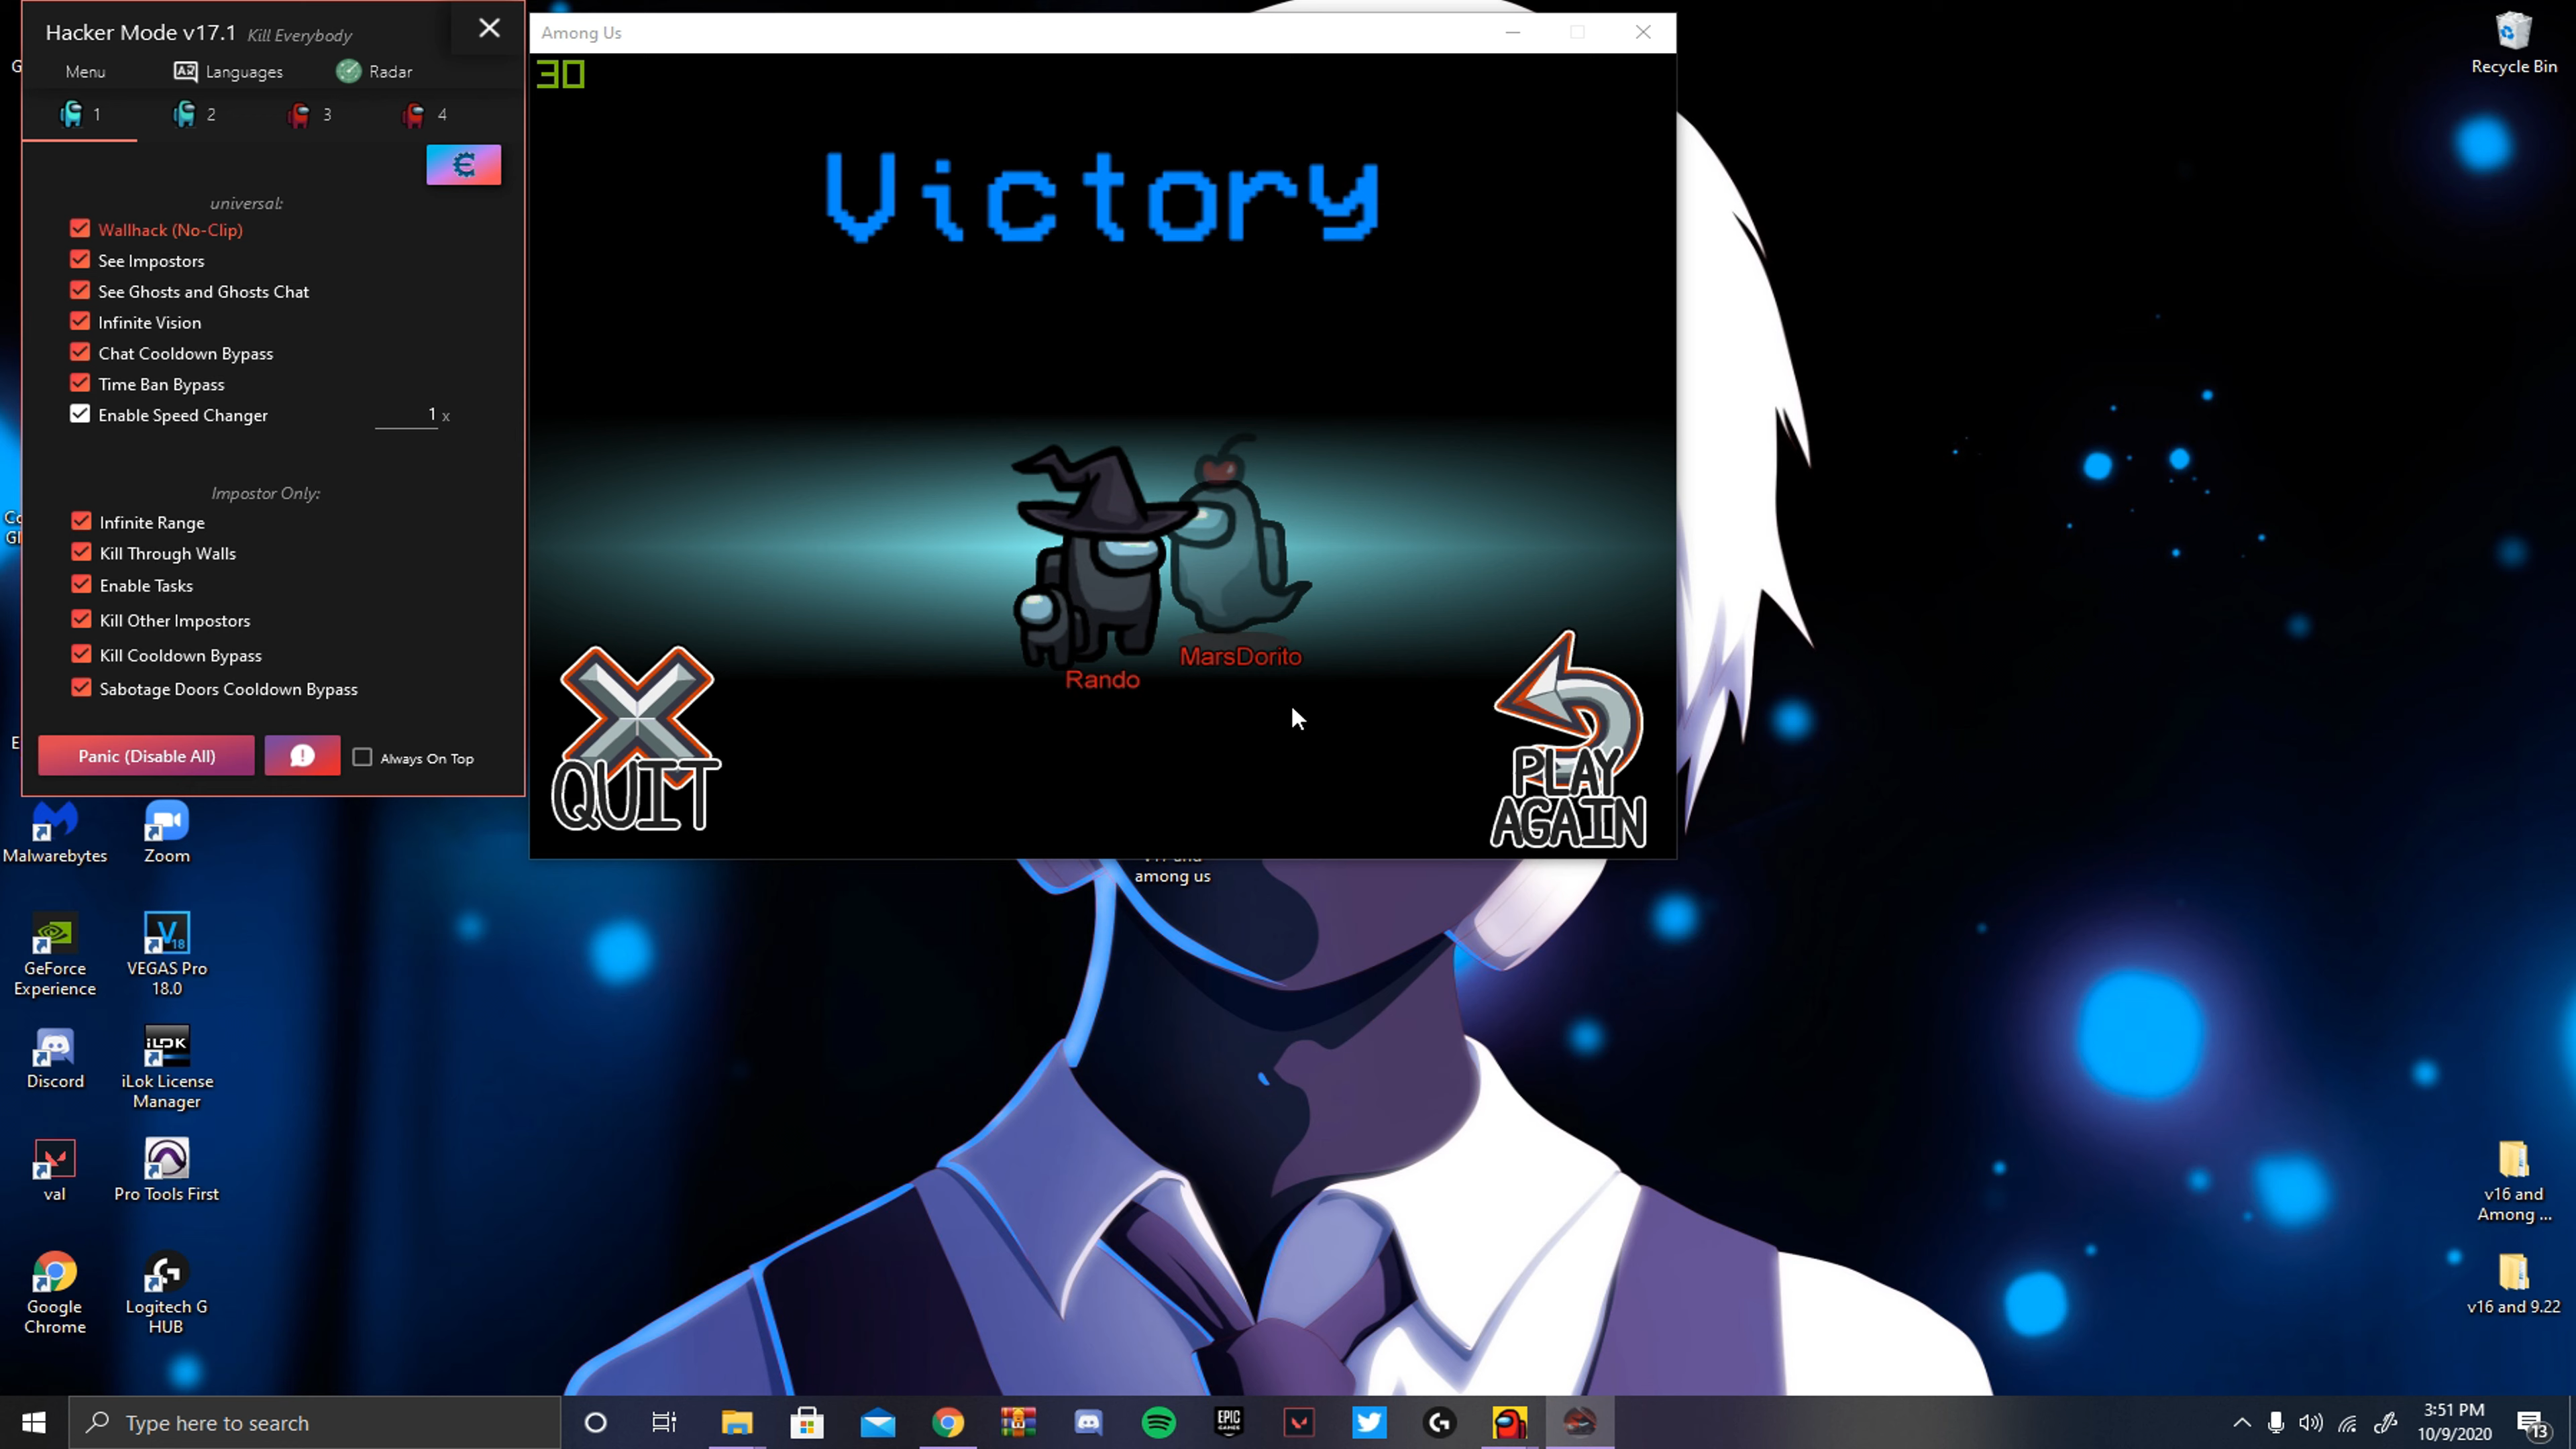 Hacker Mode v17.1 Kill Everybody
Menu Languages Radar
1 2 3 4
€
universal:
Wallhack (No-Clip)
See Impostors
See Ghosts and Ghosts Chat
Infinite Vision
Chat Cooldown Bypass
Time Ban Bypass
Enable Speed Changer 1 x
Impostor Only:
Infinite Range
Kill Through Walls
Enable Tasks
Kill Other Impostors
Kill Cooldown Bypass
Sabotage Doors Cooldown Bypass
Panic (Disable All) Always On Top
Among Us
30
Victory
MarsDorito
Rando
QUIT
PLAY
AGAIN
among us
Recycle Bin
Malwarebytes
Zoom
GeForce
Experience
VEGAS Pro
18.0
Discord
iLOK
iLok License
Manager
val
Pro Tools First
Google
Chrome
Logitech G
HUB
v16 and
Among ...
v16 and 9.22
Type here to search
EPIC
GAMES
3:51 PM
10/9/2020
13